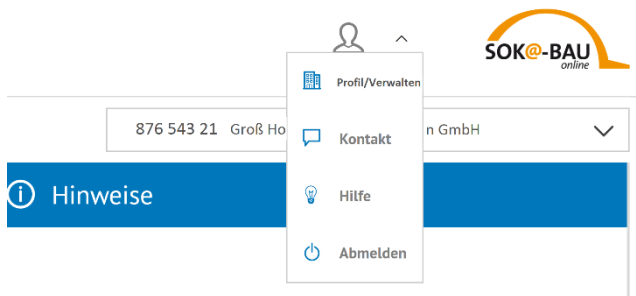 SOK@-BAU
online
Profil/Verwalten
876 543 21 Groß Ho n GmbH
Kontakt
Hinweise
Hilfe
Abmelden